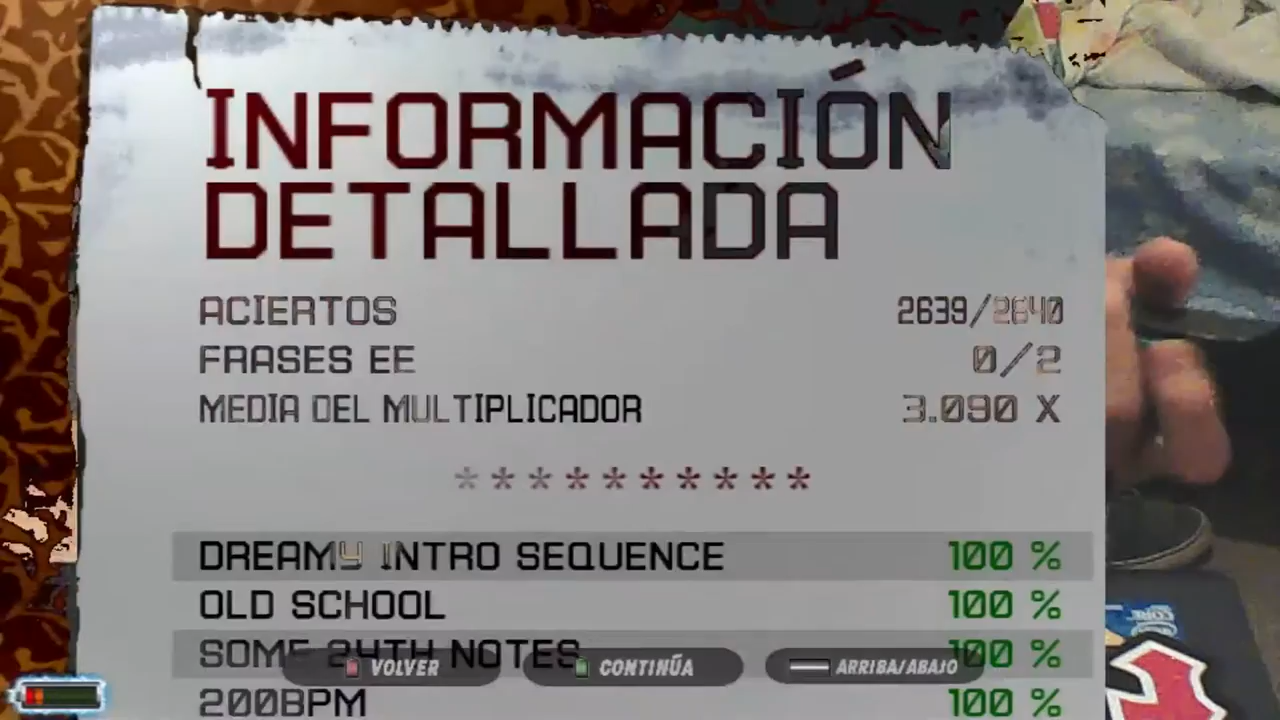 INFORMACIÓN
DETALLADA
ACIERTOS 2639/2640
FRASES EE 0/2
MEDIA DEL MULTIPLICADOR 3.090 X
* * * * * * * * * *
DREAMY INTRO SEQUENCE 100 %
OLD SCHOOL 100 %
SOME 24TH NOTES 100 %
VOLVER CONTINÚA ARRIBA/ABAJO
200BPM 100 %